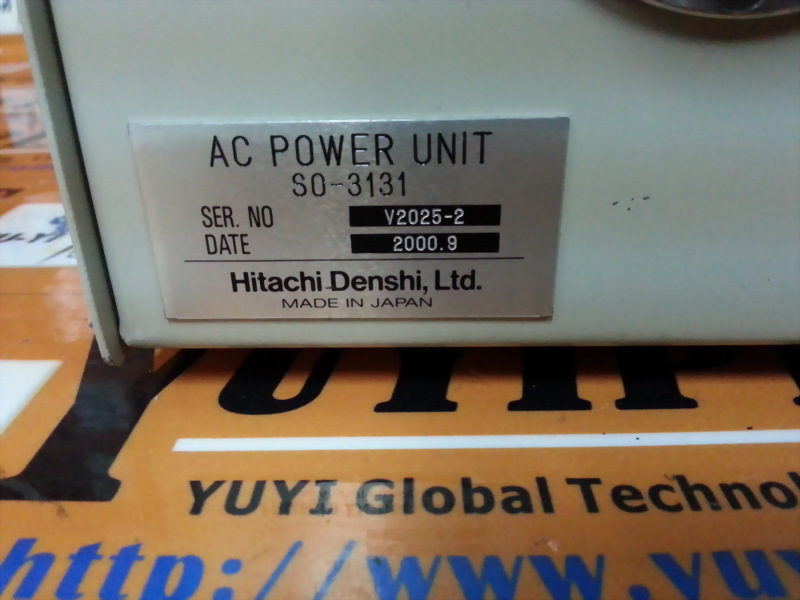 AC POWER UNIT
SO-3131
SER. NO V2025-2
DATE 2000.9
Hitachi Denshi, Ltd.
MADE IN JAPAN
YUYI Global Technol
http://www.yuy